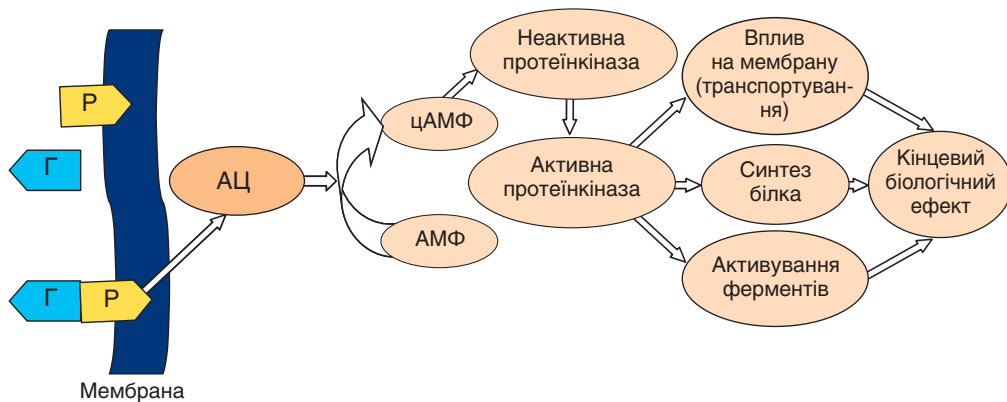 Р
Г
Г
Р
Мембрана
АЦ
цАМФ
АМФ
Неактивна
протеїнкіназа
Активна
протеїнкіназа
Вплив
на мембрану
(транспортуван-
ня)
Синтез
білка
Активування
ферментів
Кінцевий
біологічний
ефект